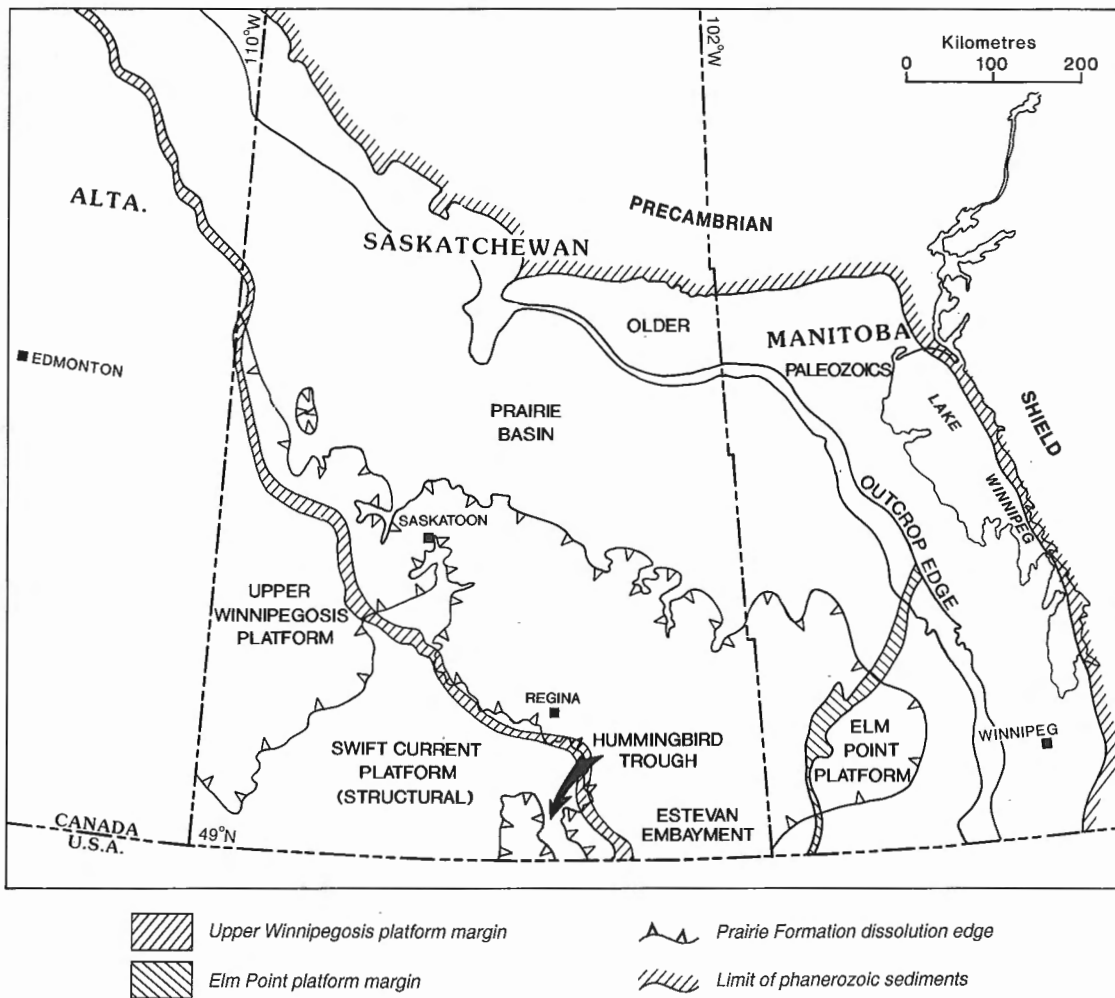 110°W
102°W
Kilometres
0 100 200
ALTA.
PRECAMBRIAN
SASKATCHEWAN
OLDER
MANITOBA
PALEOZOICS
EDMONTON
LAKE
SHIELD
PRAIRIE
BASIN
WINNIPEG
OUTCROP EDGE
SASKATOON
UPPER
WINNIPEGOSIS
PLATFORM
REGINA
ELM
POINT
PLATFORM
WINNIPEG
HUMMINGBIRD
TROUGH
SWIFT CURRENT
PLATFORM
(STRUCTURAL)
ESTEVAN
EMBAYMENT
CANADA
U.S.A.
49°N
Upper Winnipegosis platform margin
Prairie Formation dissolution edge
Elm Point platform margin
Limit of phanerozoic sediments